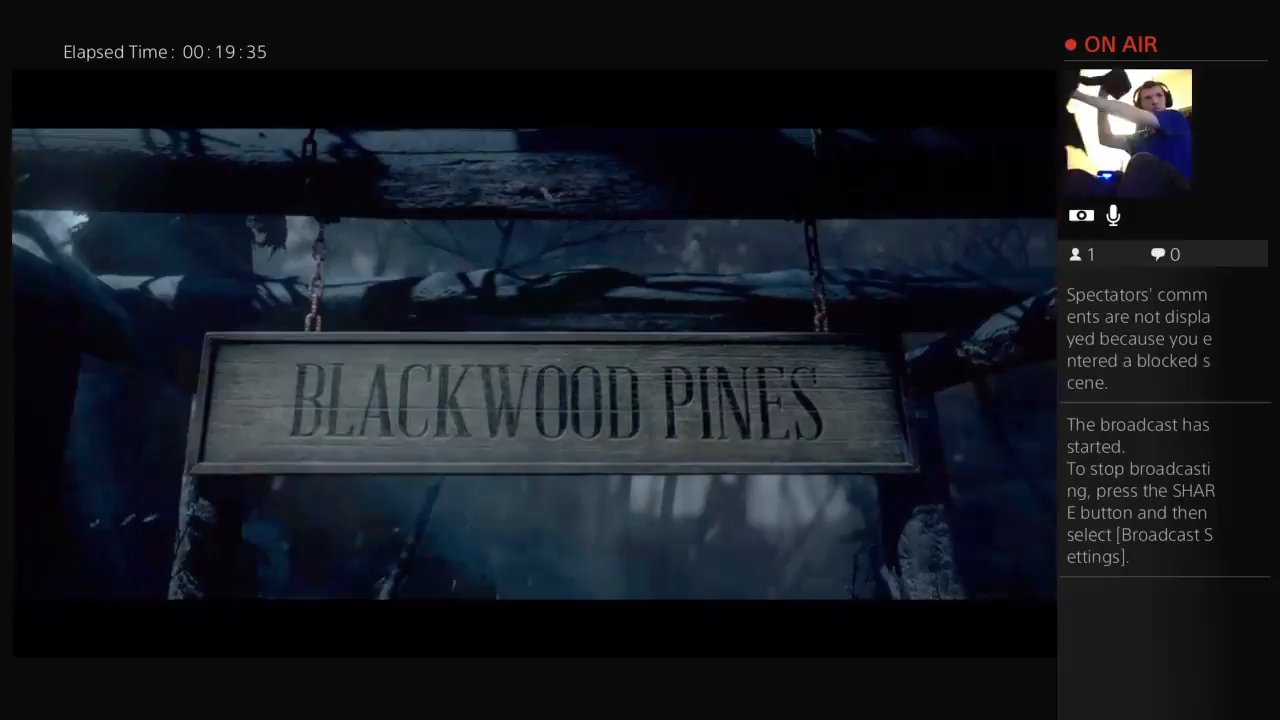 Elapsed Time: 00:19:35
ON AIR
1 0
BLACKWOOD PINES
Spectators' comm
ents are not displa
yed because you e
ntered a blocked s
cene.
The broadcast has
started.
To stop broadcasti
ng, press the SHAR
E button and then
select [Broadcast S
ettings].